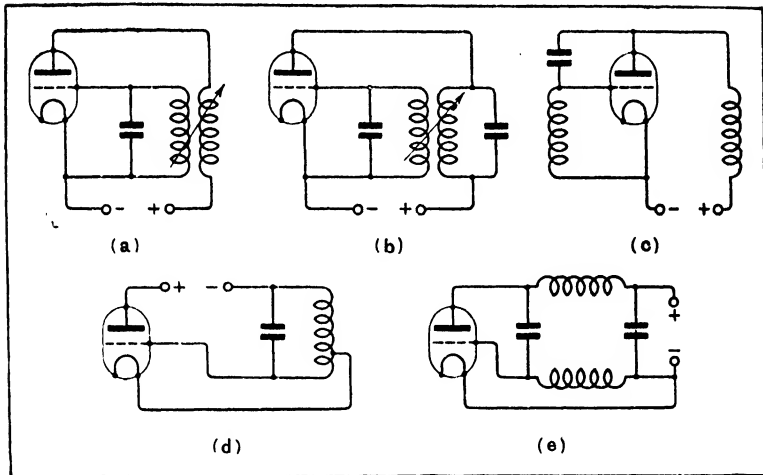 - +
- +
- +
(a)
(b)
(c)
+ -
+
-
(d)
(e)